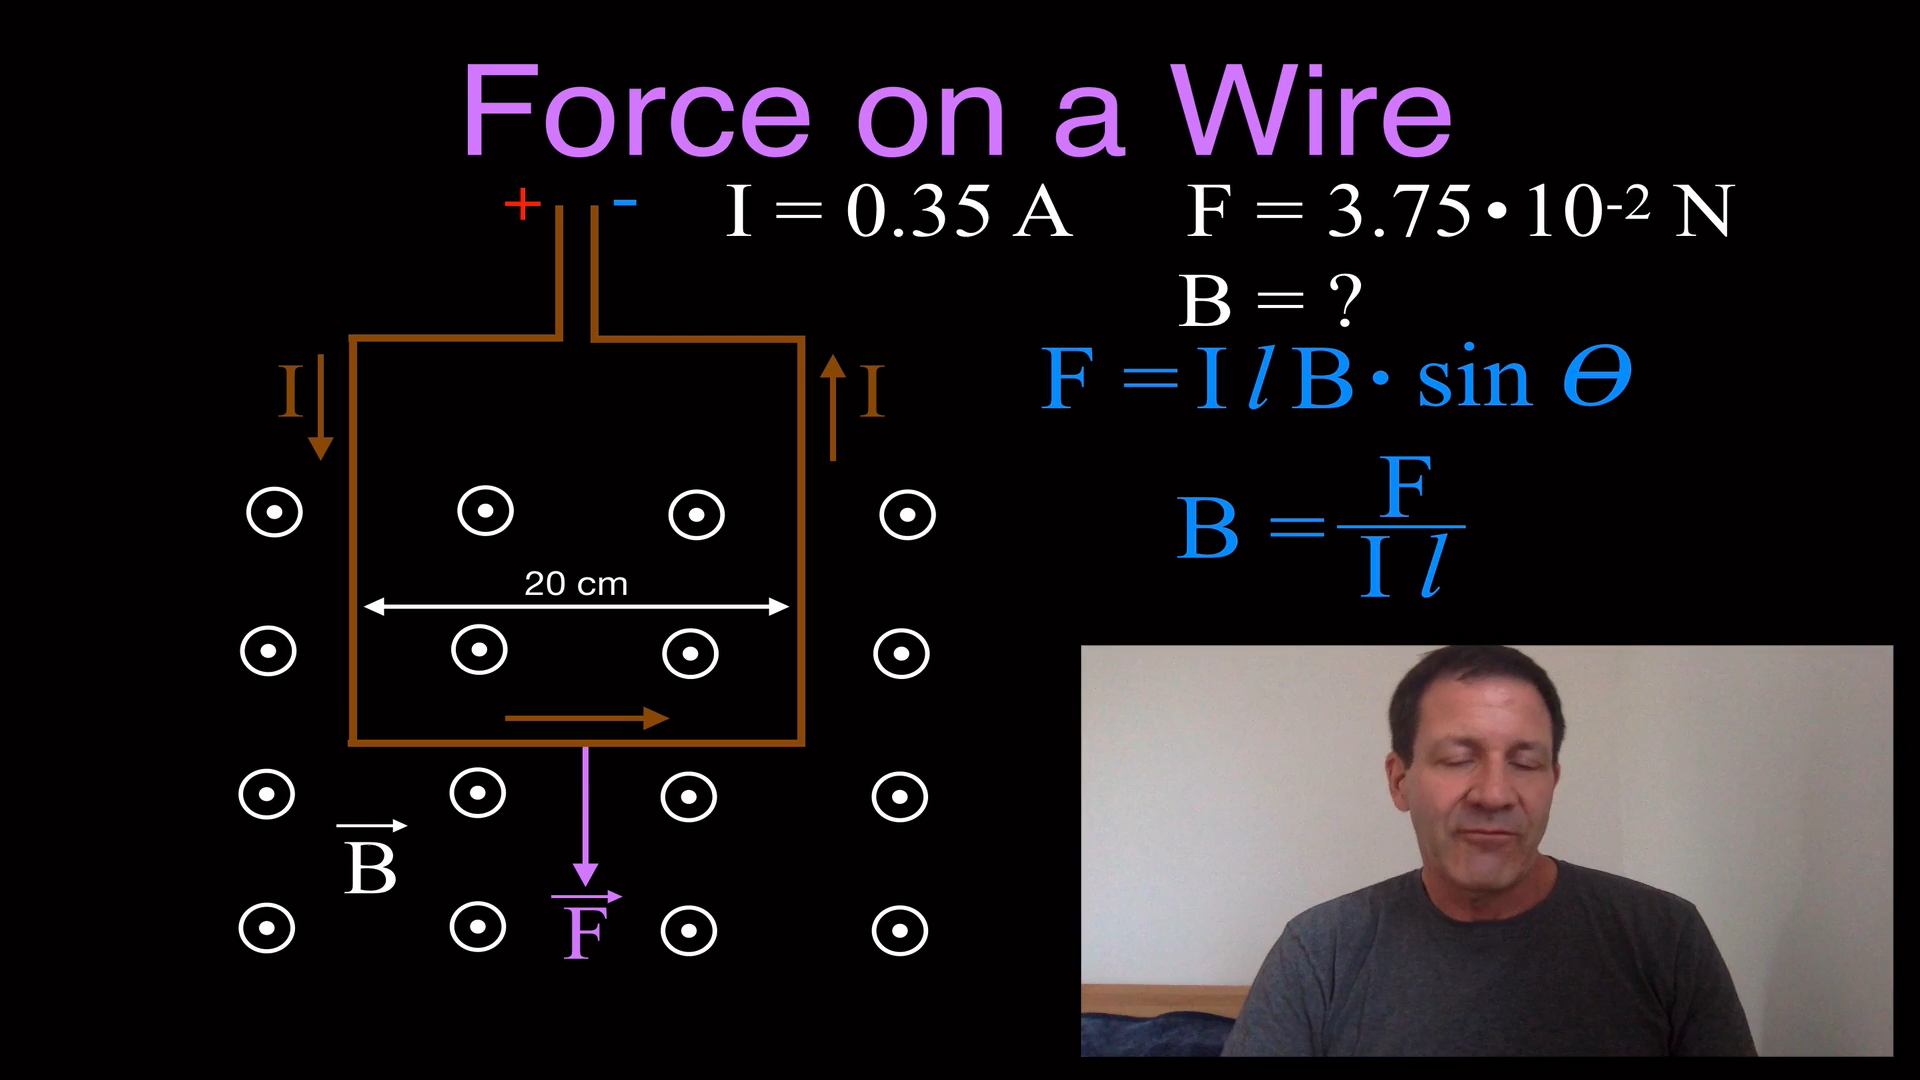 Force on a Wire
+ - I = 0.35 A F = 3.75•10-2 N
B = ?
I I
F = I l B • sin Θ
B = F / I l
20 cm
B
F